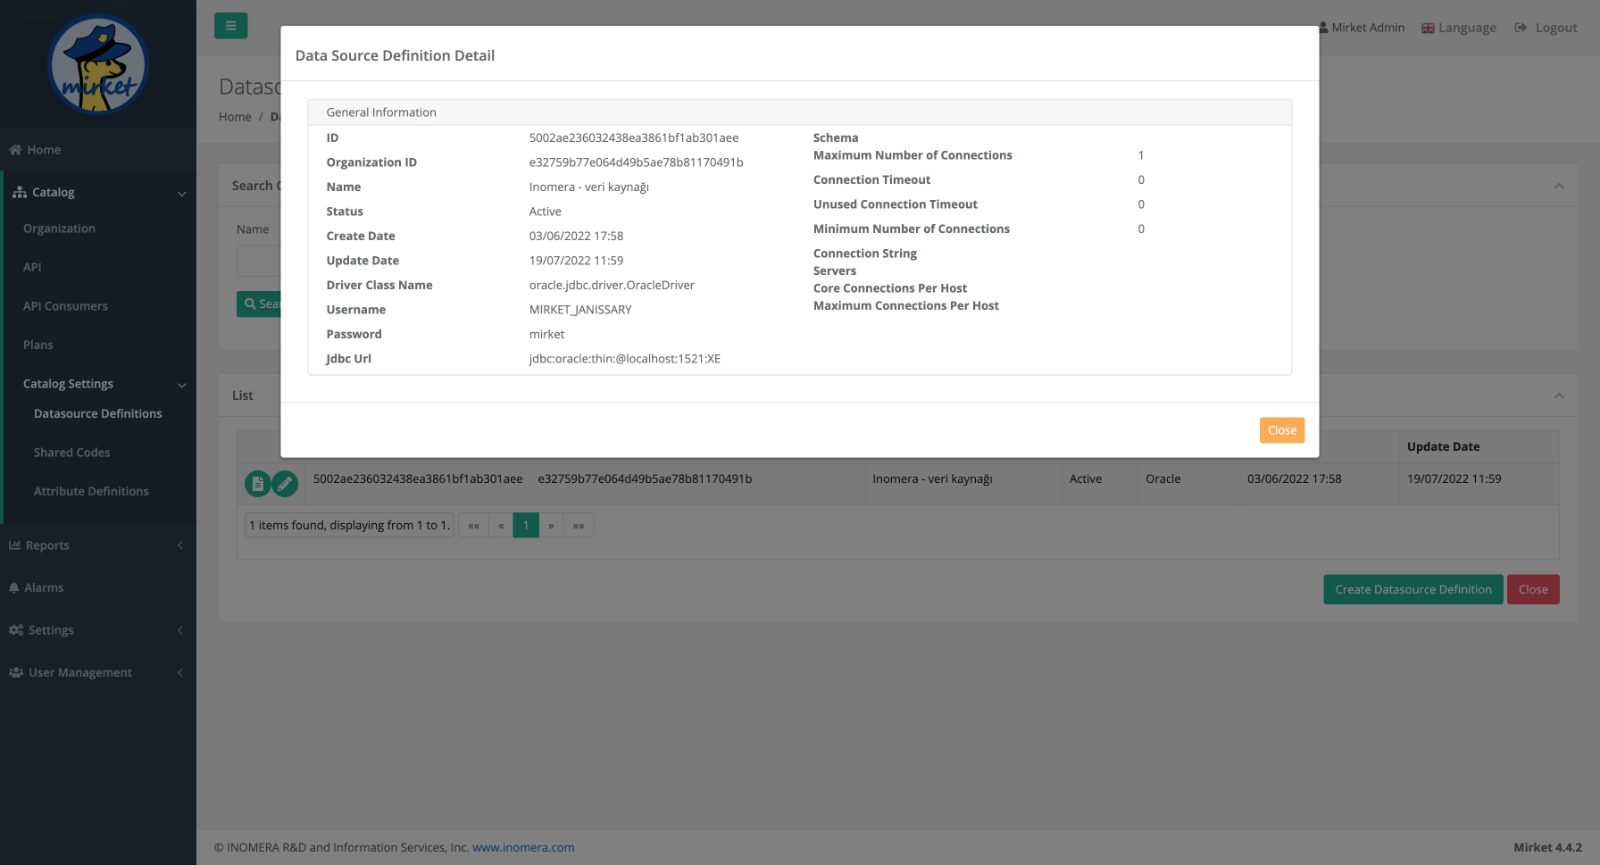 mirket
Home
Catalog
Organization
API
API Consumers
Plans
Catalog Settings
Datasource Definitions
Shared Codes
Attribute Definitions
Reports
Alarms
Settings
User Management
Mirket Admin Language Logout
Home /
Data Source Definition Detail
General Information
ID 5002ae236032438ea3861bf1ab301aee
Organization ID e32759b77e064d49b5ae78b81170491b
Name Inomera - veri kaynağı
Status Active
Create Date 03/06/2022 17:58
Update Date 19/07/2022 11:59
Driver Class Name oracle.jdbc.driver.OracleDriver
Username MIRKET_JANISSARY
Password mirket
Jdbc Url jdbc:oracle:thin:@localhost:1521:XE
Schema
Maximum Number of Connections 1
Connection Timeout 0
Unused Connection Timeout 0
Minimum Number of Connections 0
Connection String
Servers
Core Connections Per Host
Maximum Connections Per Host
Close
Search
Name
List
Update Date
5002ae236032438ea3861bf1ab301aee e32759b77e064d49b5ae78b81170491b Inomera - veri kaynağı Active Oracle 03/06/2022 17:58 19/07/2022 11:59
1 items found, displaying from 1 to 1. «« « 1 » »»
Create Datasource Definition Close
© INOMERA R&D and Information Services, Inc. www.inomera.com Mirket 4.4.2